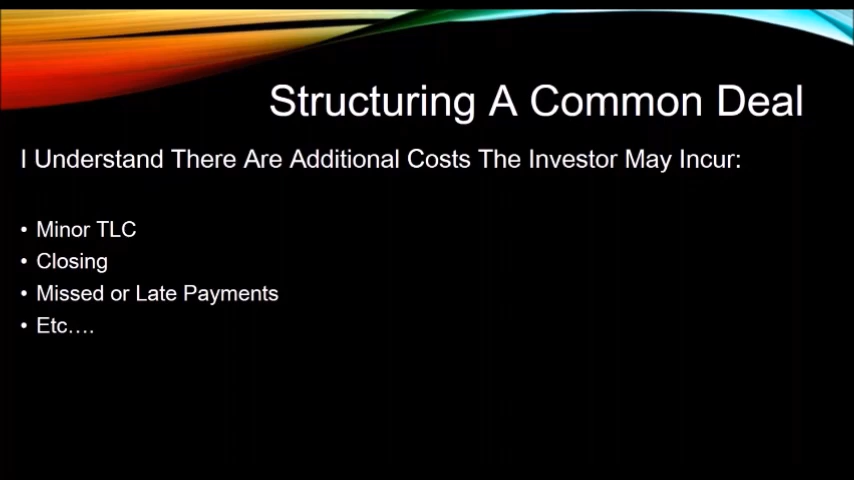 Structuring A Common Deal
I Understand There Are Additional Costs The Investor May Incur:
• Minor TLC
• Closing
• Missed or Late Payments
• Etc....